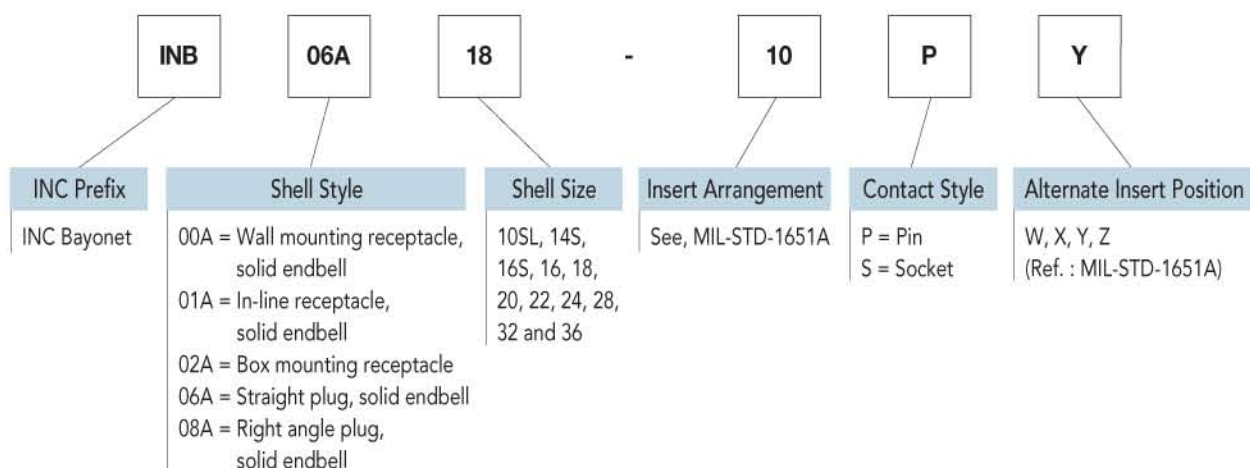 INB 06A 18 - 10 P Y
INC Prefix
INC Bayonet
Shell Style
00A = Wall mounting receptacle,
solid endbell
01A = In-line receptacle,
solid endbell
02A = Box mounting receptacle
06A = Straight plug, solid endbell
08A = Right angle plug,
solid endbell
Shell Size
10SL, 14S,
16S, 16, 18,
20, 22, 24, 28,
32 and 36
Insert Arrangement
See, MIL-STD-1651A
Contact Style
P = Pin
S = Socket
Alternate Insert Position
W, X, Y, Z
(Ref. : MIL-STD-1651A)